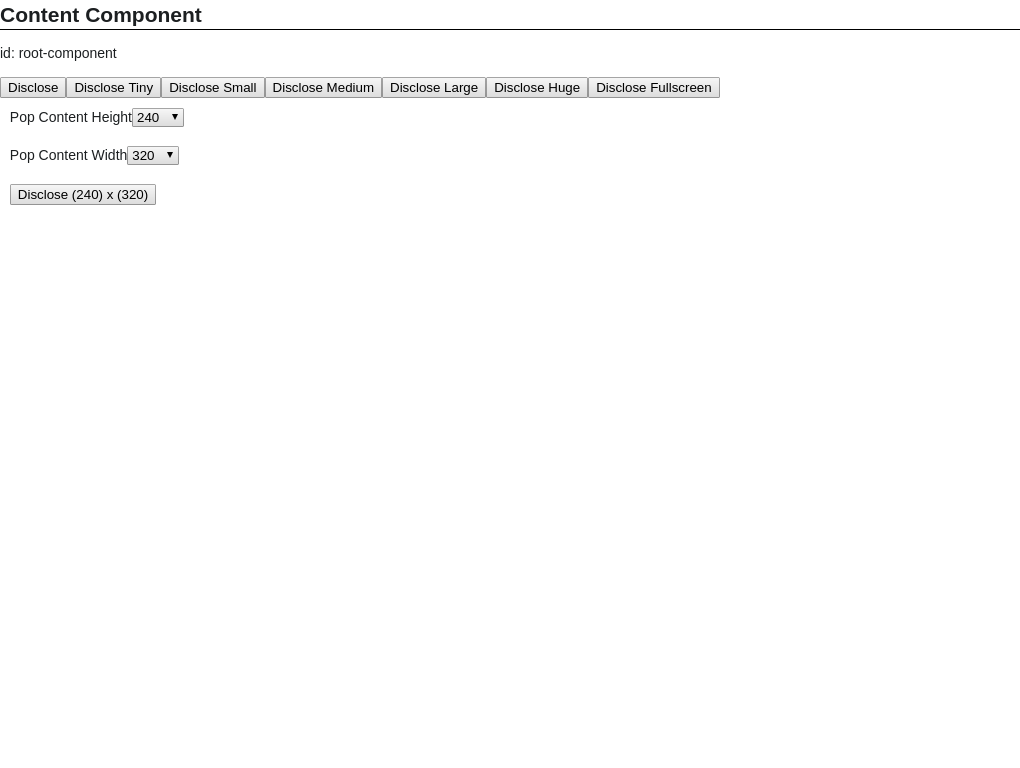 Content Component
id: root-component
Disclose Disclose Tiny Disclose Small Disclose Medium Disclose Large Disclose Huge Disclose Fullscreen
Pop Content Height 240
Pop Content Width 320
Disclose (240) x (320)